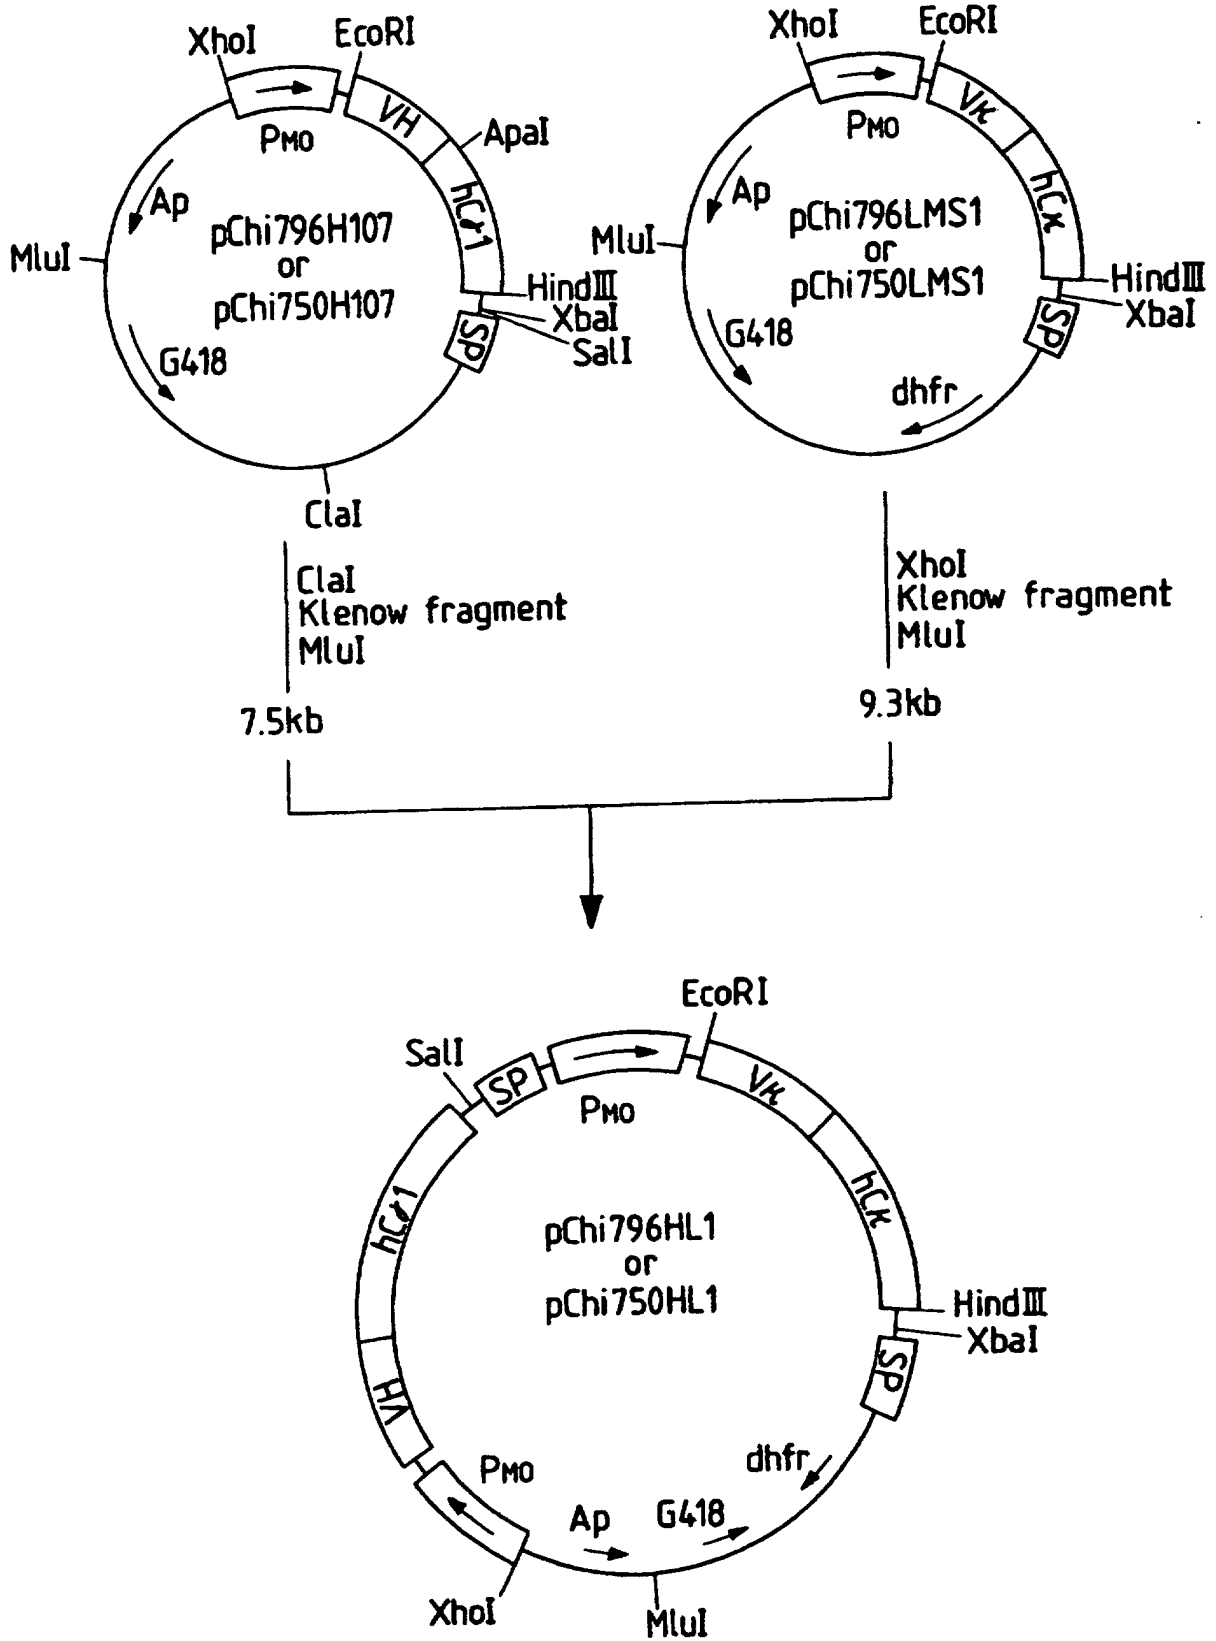 XhoI
EcoRI
PMO
VH
ApaI
hCγ1
Ap
pChi796H107
or
pChi750H107
MluI
HindIII
XbaI
SalI
SP
G418
ClaI
ClaI
Klenow fragment
MluI
7.5kb
XhoI
EcoRI
PMO
Vκ
hCκ
Ap
pChi796LMS1
or
pChi750LMS1
MluI
HindIII
XbaI
SP
G418
dhfr
XhoI
Klenow fragment
MluI
9.3kb
EcoRI
SalI
SP
PMO
Vκ
hCκ
hCγ1
pChi796HL1
or
pChi750HL1
HindIII
XbaI
SP
VH
PMO
dhfr
Ap
G418
XhoI
MluI